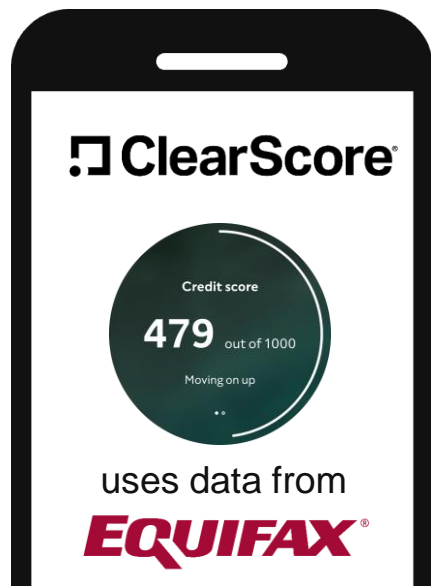 ClearScore®
Credit score
479 out of 1000
Moving on up
uses data from
EQUIFAX®